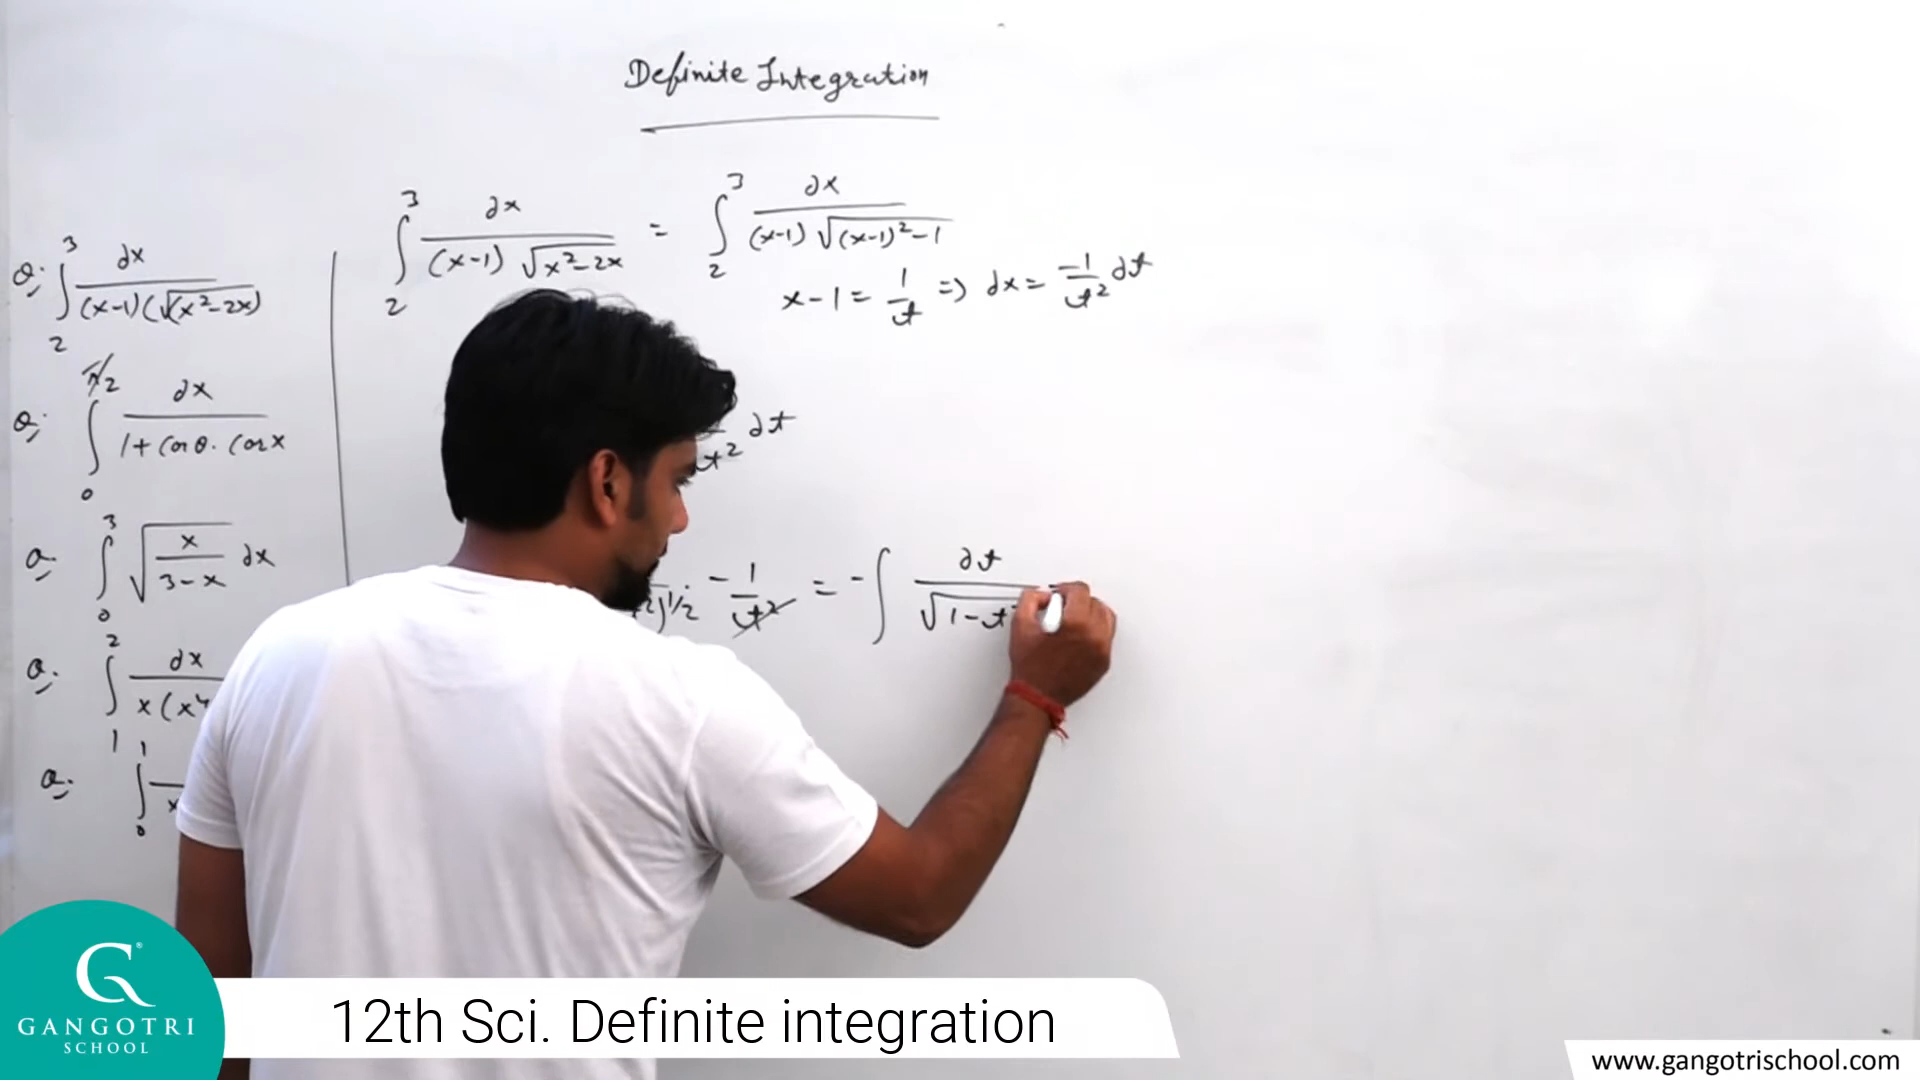 Definite Integration
∫₂³ dx / (x-1) √x²-2x = ∫₂³ dx / (x-1) √(x-1)²-1
x-1 = 1/t => dx = -1/t² dt
t² dt
)1/2 -1/t² = -∫ dt / √1-t
Q: ∫₂³ dx / (x-1)(√(x²-2x)
Q: ∫₀^π/2 dx / 1+cosθ. cosx
Q. ∫₀³ √x/3-x dx
Q. ∫₁² dx / x(x⁴
Q. ∫₀¹ x
G®
GANGOTRI
SCHOOL
12th Sci. Definite integration
www.gangotrischool.com